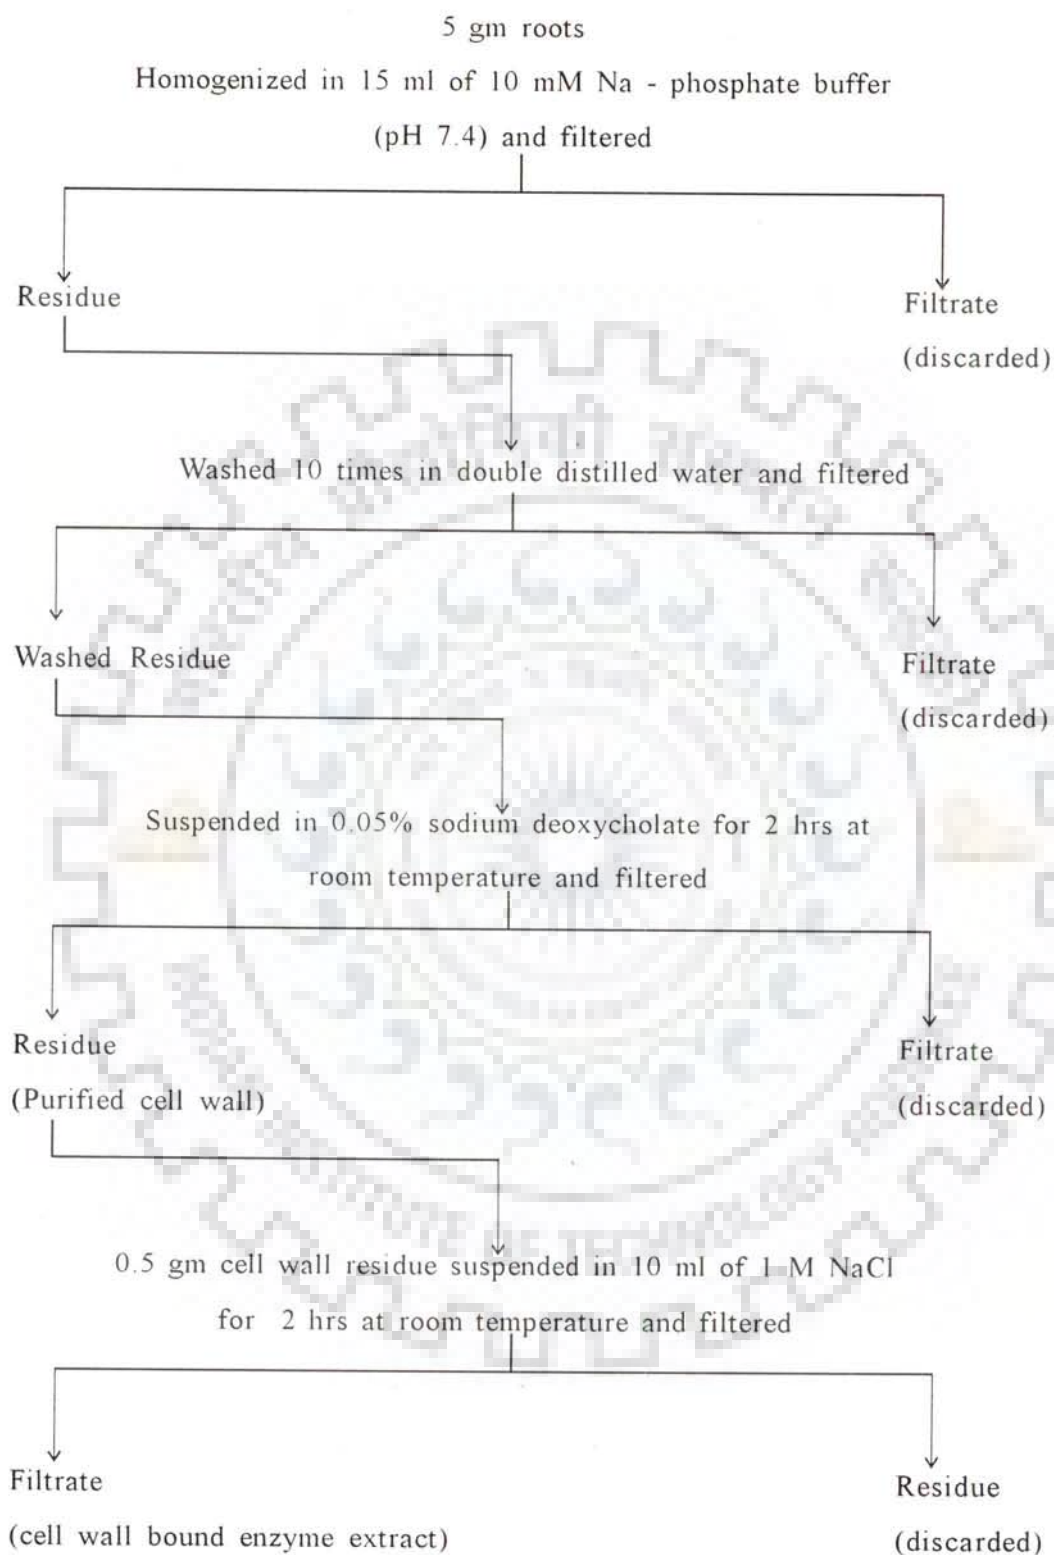 5 gm roots
Homogenized in 15 ml of 10 mM Na - phosphate buffer
(pH 7.4) and filtered
Residue
Filtrate
(discarded)
Washed 10 times in double distilled water and filtered
Washed Residue
Filtrate
(discarded)
Suspended in 0.05% sodium deoxycholate for 2 hrs at
room temperature and filtered
Residue
(Purified cell wall)
Filtrate
(discarded)
0.5 gm cell wall residue suspended in 10 ml of 1 M NaCl
for 2 hrs at room temperature and filtered
Filtrate
(cell wall bound enzyme extract)
Residue
(discarded)